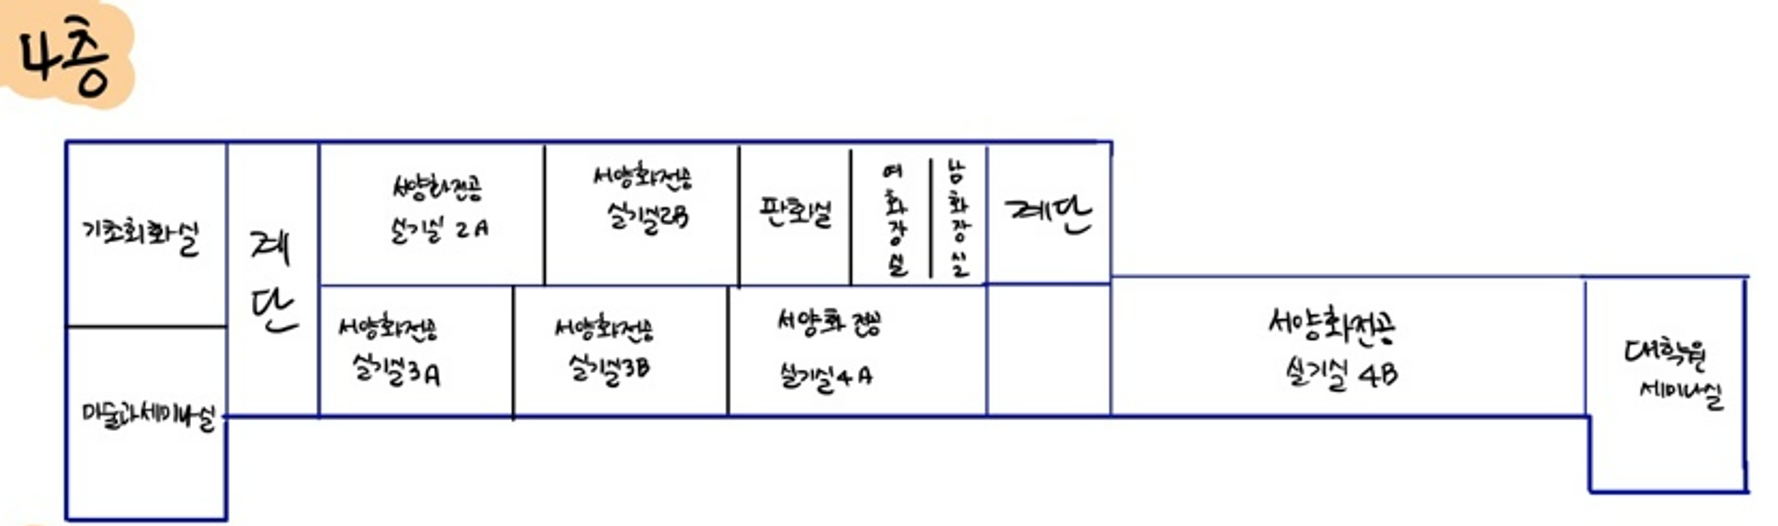 4층
기초회화실
계
단
서양화전공
실기실 2A
서양화전공
실기실2B
판화실
여
화
장
실
남
화
장
실
계단
서양화전공
실기실3A
서양화전공
실기실3B
서양화 전공
실기실4A
서양화전공
실기실 4B
대학원
세미나실
미술과세미나실